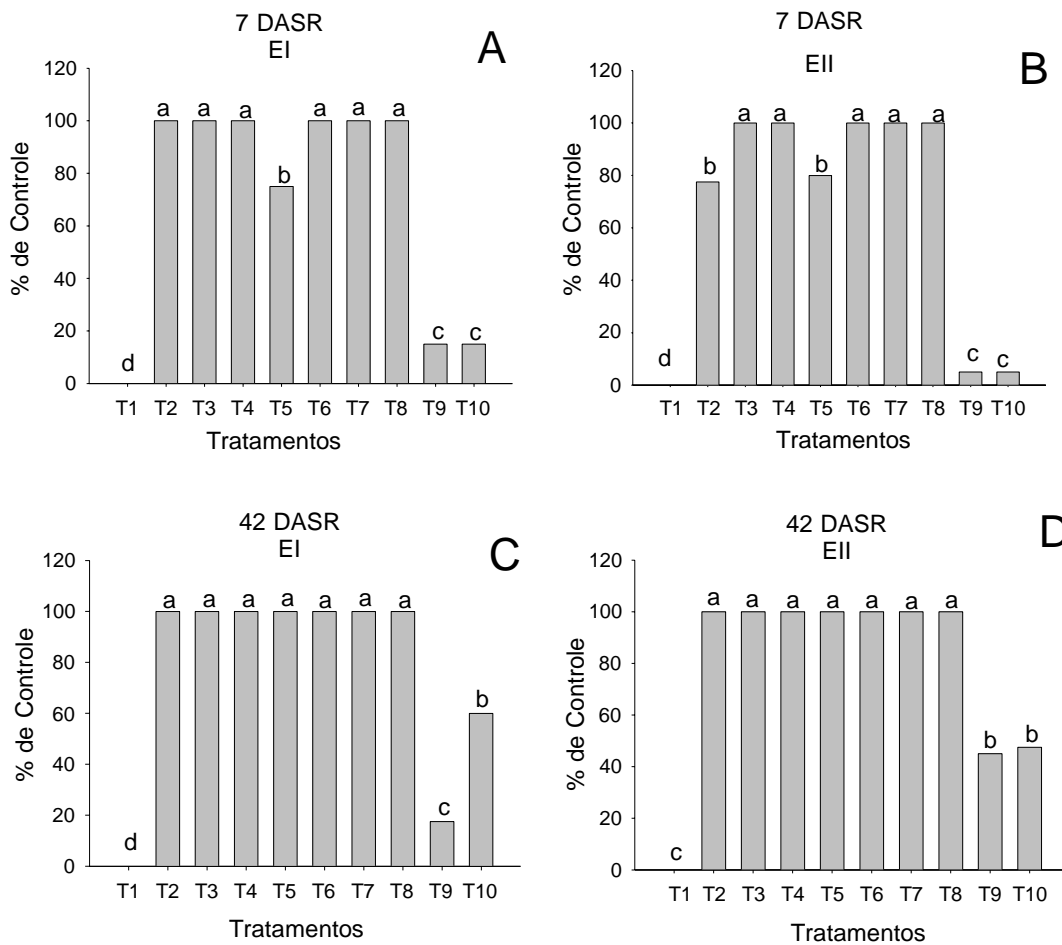 7 DASR
EI
A
120
100
80
60
40
20
0
% de Controle
d
a
a
a
b
a
a
a
c
c
T1 T2 T3 T4 T5 T6 T7 T8 T9 T10
Tratamentos
7 DASR
EII
B
120
100
80
60
40
20
0
% de Controle
d
b
a
a
b
a
a
a
c
c
T1 T2 T3 T4 T5 T6 T7 T8 T9 T10
Tratamentos
42 DASR
EI
C
120
100
80
60
40
20
0
% de Controle
d
a
a
a
a
a
a
a
c
b
T1 T2 T3 T4 T5 T6 T7 T8 T9 T10
Tratamentos
42 DASR
EII
D
120
100
80
60
40
20
0
% de Controle
c
a
a
a
a
a
a
a
b
b
T1 T2 T3 T4 T5 T6 T7 T8 T9 T10
Tratamentos